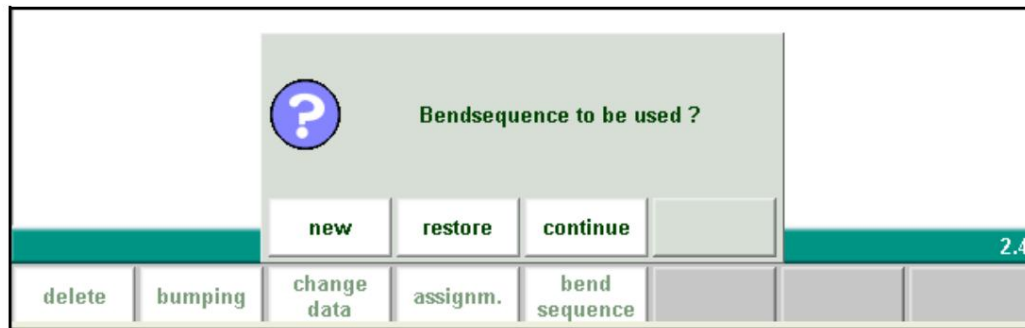 ?
Bendsequence to be used ?
new restore continue
2.4
delete bumping change data assignm. bend sequence